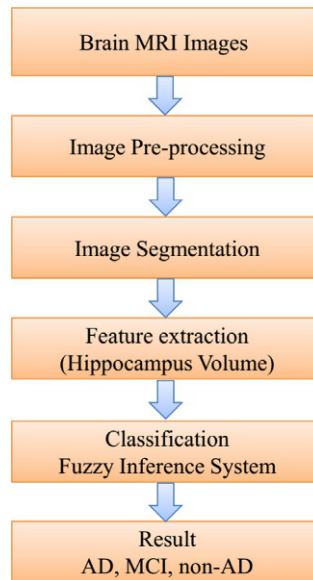 Brain MRI Images
Image Pre-processing
Image Segmentation
Feature extraction
(Hippocampus Volume)
Classification
Fuzzy Inference System
Result
AD, MCI, non-AD